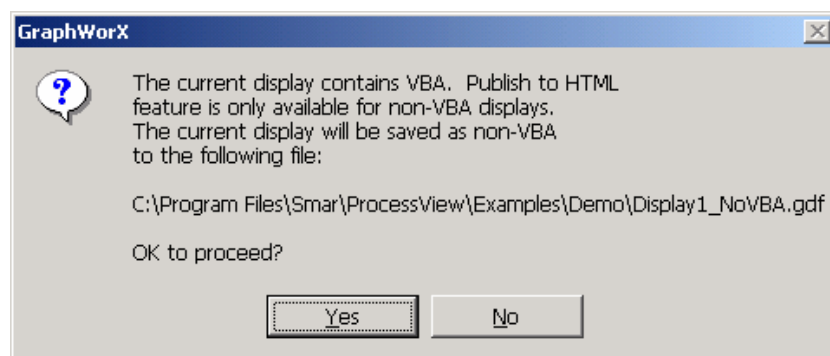 GraphWorX
The current display contains VBA.  Publish to HTML
feature is only available for non-VBA displays.
The current display will be saved as non-VBA
to the following file:
C:\Program Files\Smar\ProcessView\Examples\Demo\Display1_NoVBA.gdf
OK to proceed?
Yes No